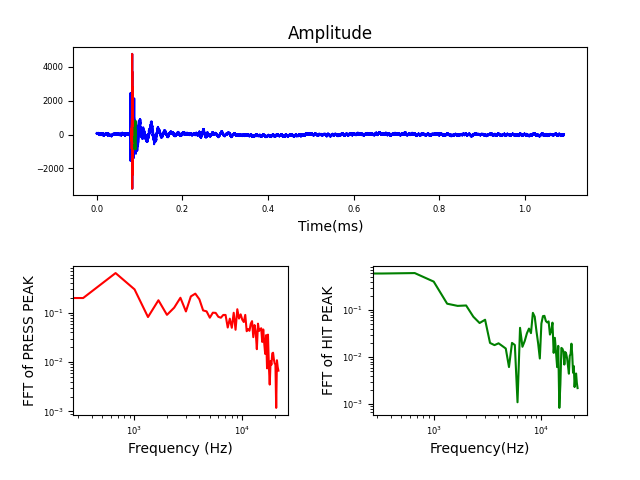 Amplitude
4000
2000
0
−2000
0.0 0.2 0.4 0.6 0.8 1.0
Time(ms)
FFT of PRESS PEAK
10⁻¹
10⁻²
10⁻³
10³ 10⁴
Frequency (Hz)
FFT of HIT PEAK
10⁻¹
10⁻²
10⁻³
10³ 10⁴
Frequency(Hz)